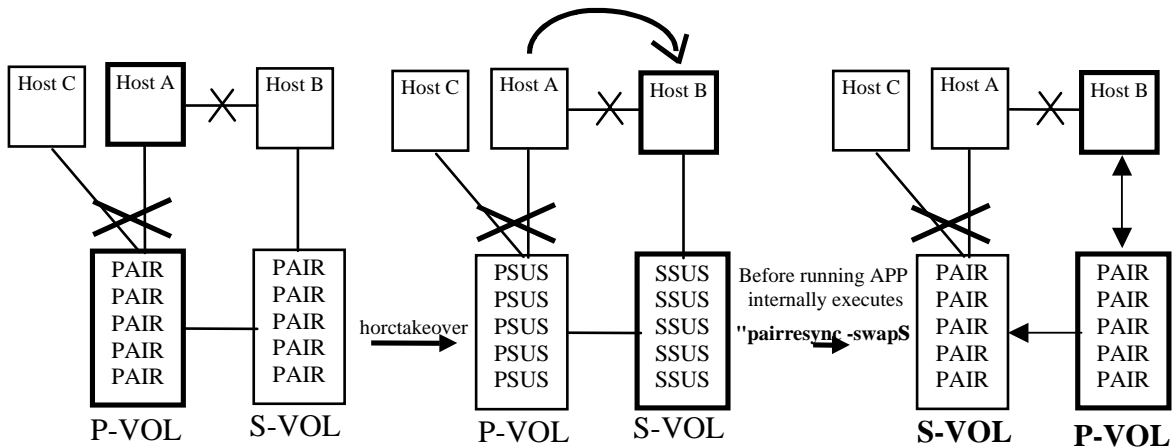 Host C
Host A
Host B
PAIR
PAIR
PAIR
PAIR
PAIR
PAIR
PAIR
PAIR
PAIR
PAIR
P-VOL
S-VOL
horctakeover
Host C
Host A
Host B
PSUS
PSUS
PSUS
PSUS
PSUS
SSUS
SSUS
SSUS
SSUS
SSUS
P-VOL
S-VOL
Before running APP
internally executes
"pairresync -swapS
Host C
Host A
Host B
PAIR
PAIR
PAIR
PAIR
PAIR
PAIR
PAIR
PAIR
PAIR
PAIR
S-VOL
P-VOL